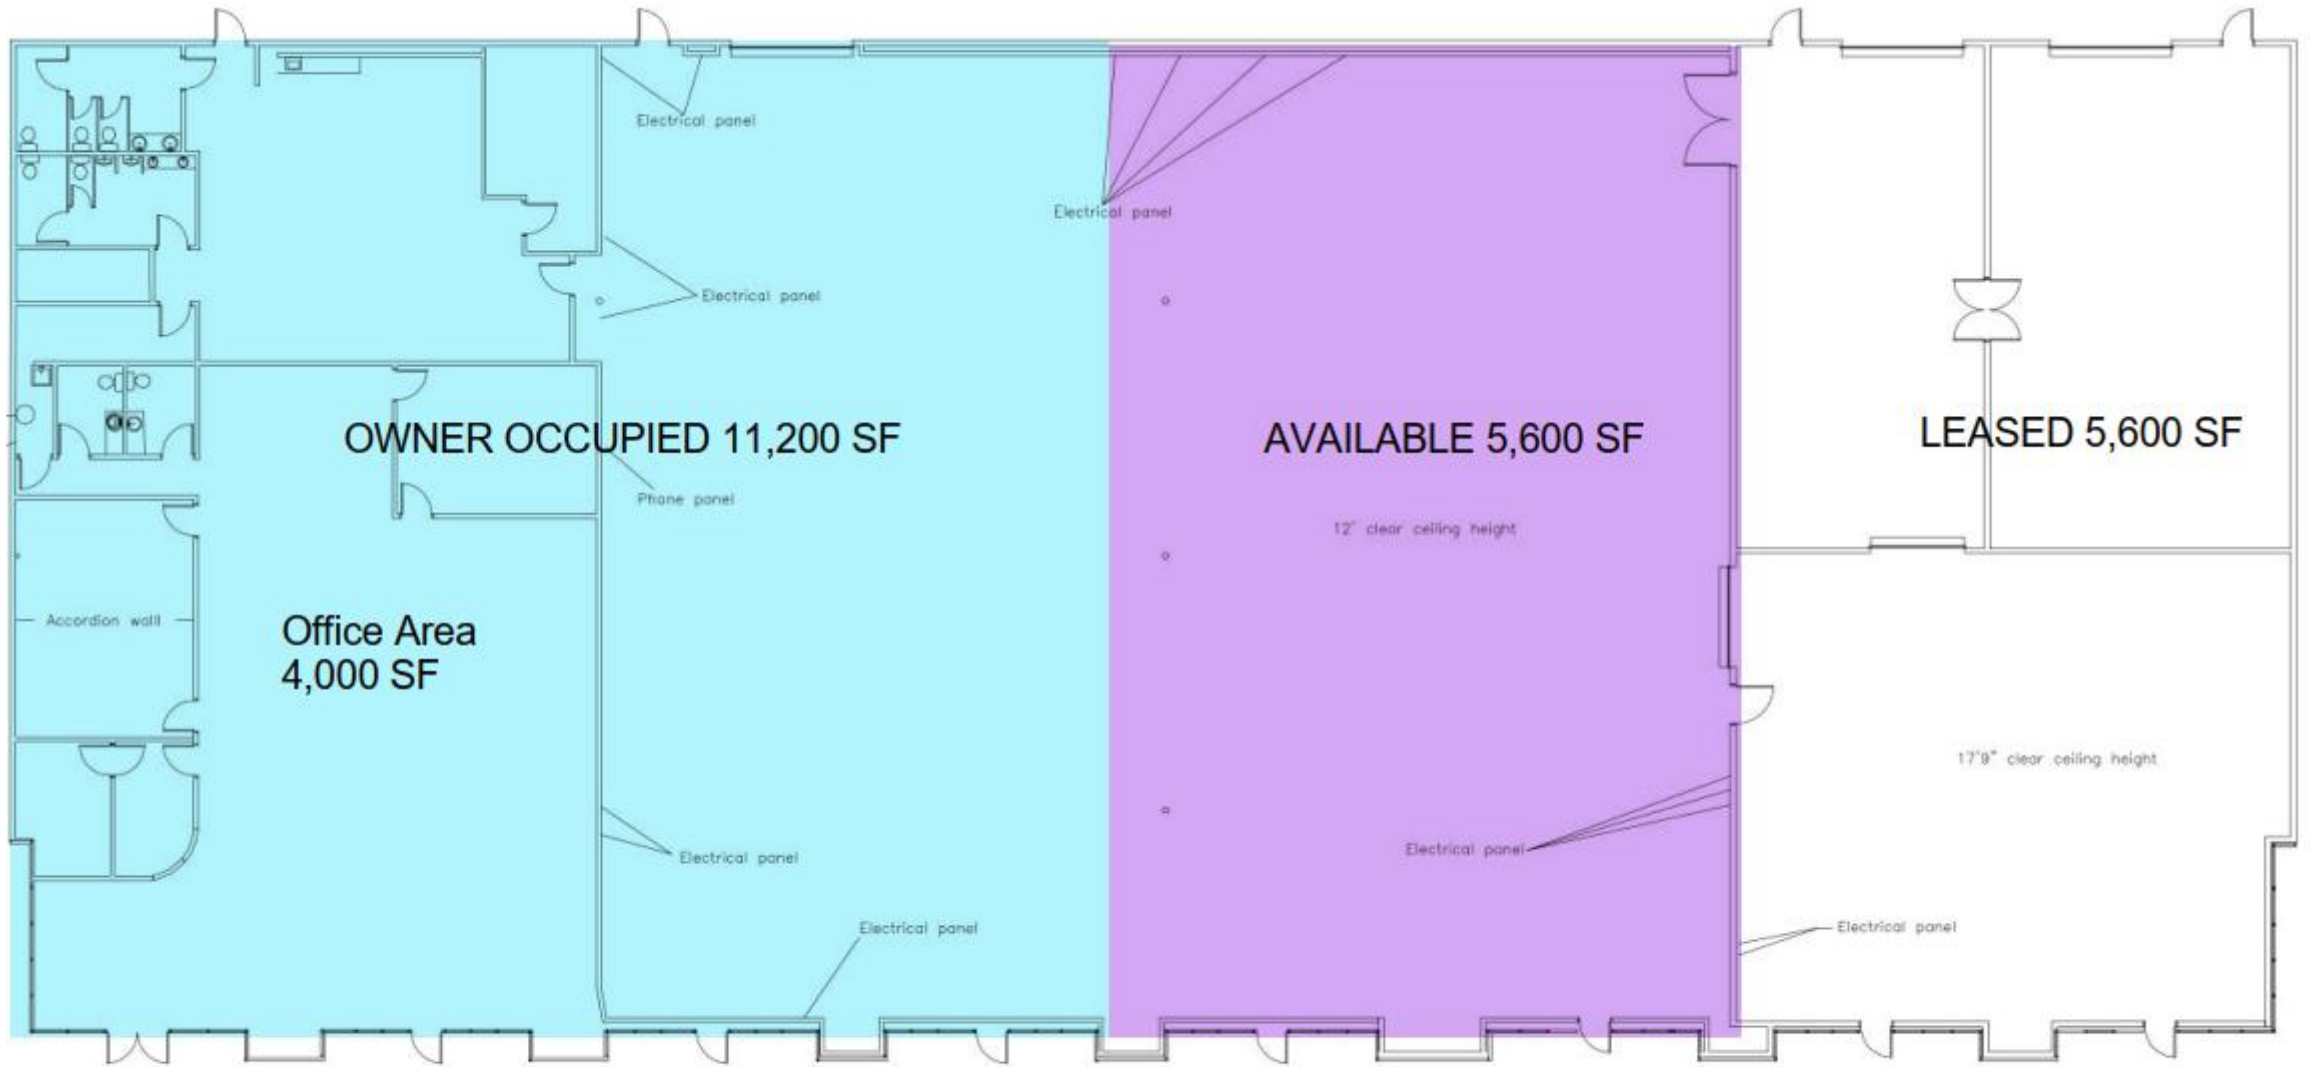 Electrical panel
Electrical panel
Electrical panel
OWNER OCCUPIED 11,200 SF
AVAILABLE 5,600 SF
LEASED 5,600 SF
Phone panel
12' clear ceiling height
Accordion walll
Office Area
4,000 SF
17'9" clear ceiling height
Electrical panel
Electrical panel
Electrical panel
Electrical panel